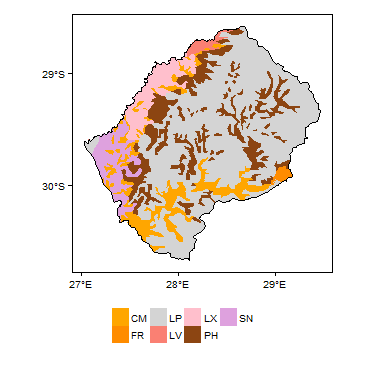 29°S
30°S
27°E 28°E 29°E
CM LP LX SN
FR LV PH